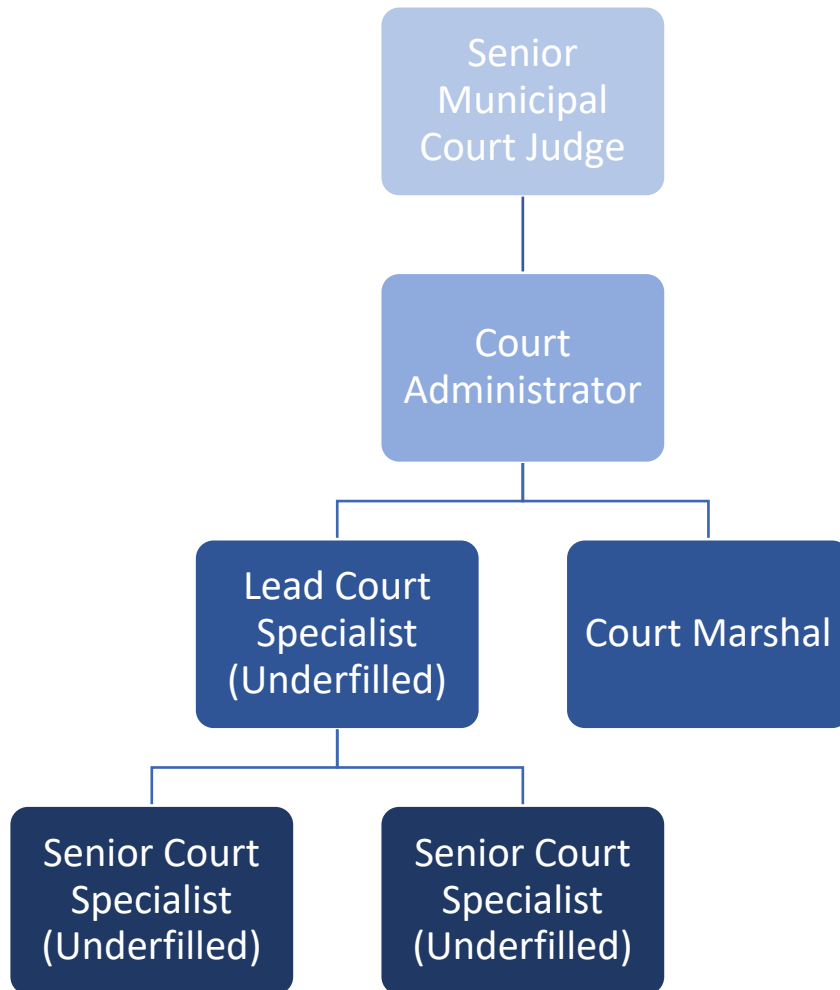 Senior
Municipal
Court Judge
Court
Administrator
Lead Court
Specialist
(Underfilled)
Court Marshal
Senior Court
Specialist
(Underfilled)
Senior Court
Specialist
(Underfilled)